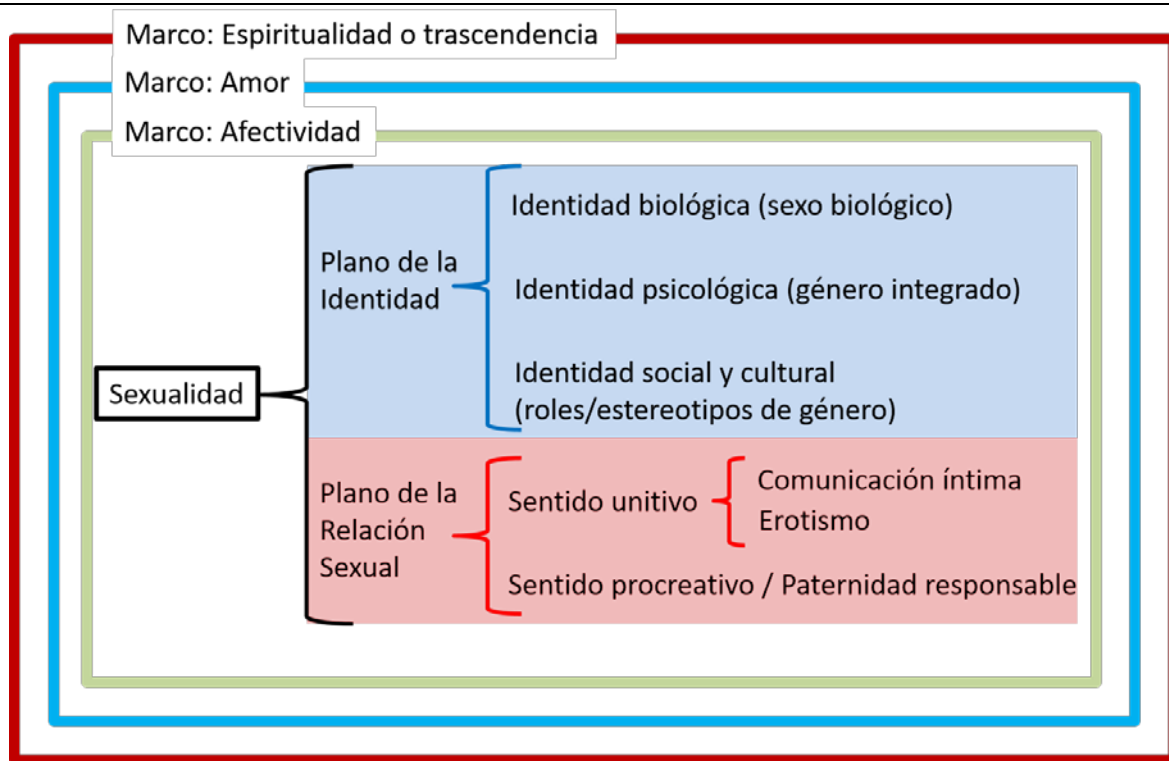 Marco: Espiritualidad o trascendencia
Marco: Amor
Marco: Afectividad
Sexualidad
Plano de la
Identidad
Identidad biológica (sexo biológico)
Identidad psicológica (género integrado)
Identidad social y cultural
(roles/estereotipos de género)
Plano de la
Relación
Sexual
Sentido unitivo
Comunicación íntima
Erotismo
Sentido procreativo / Paternidad responsable